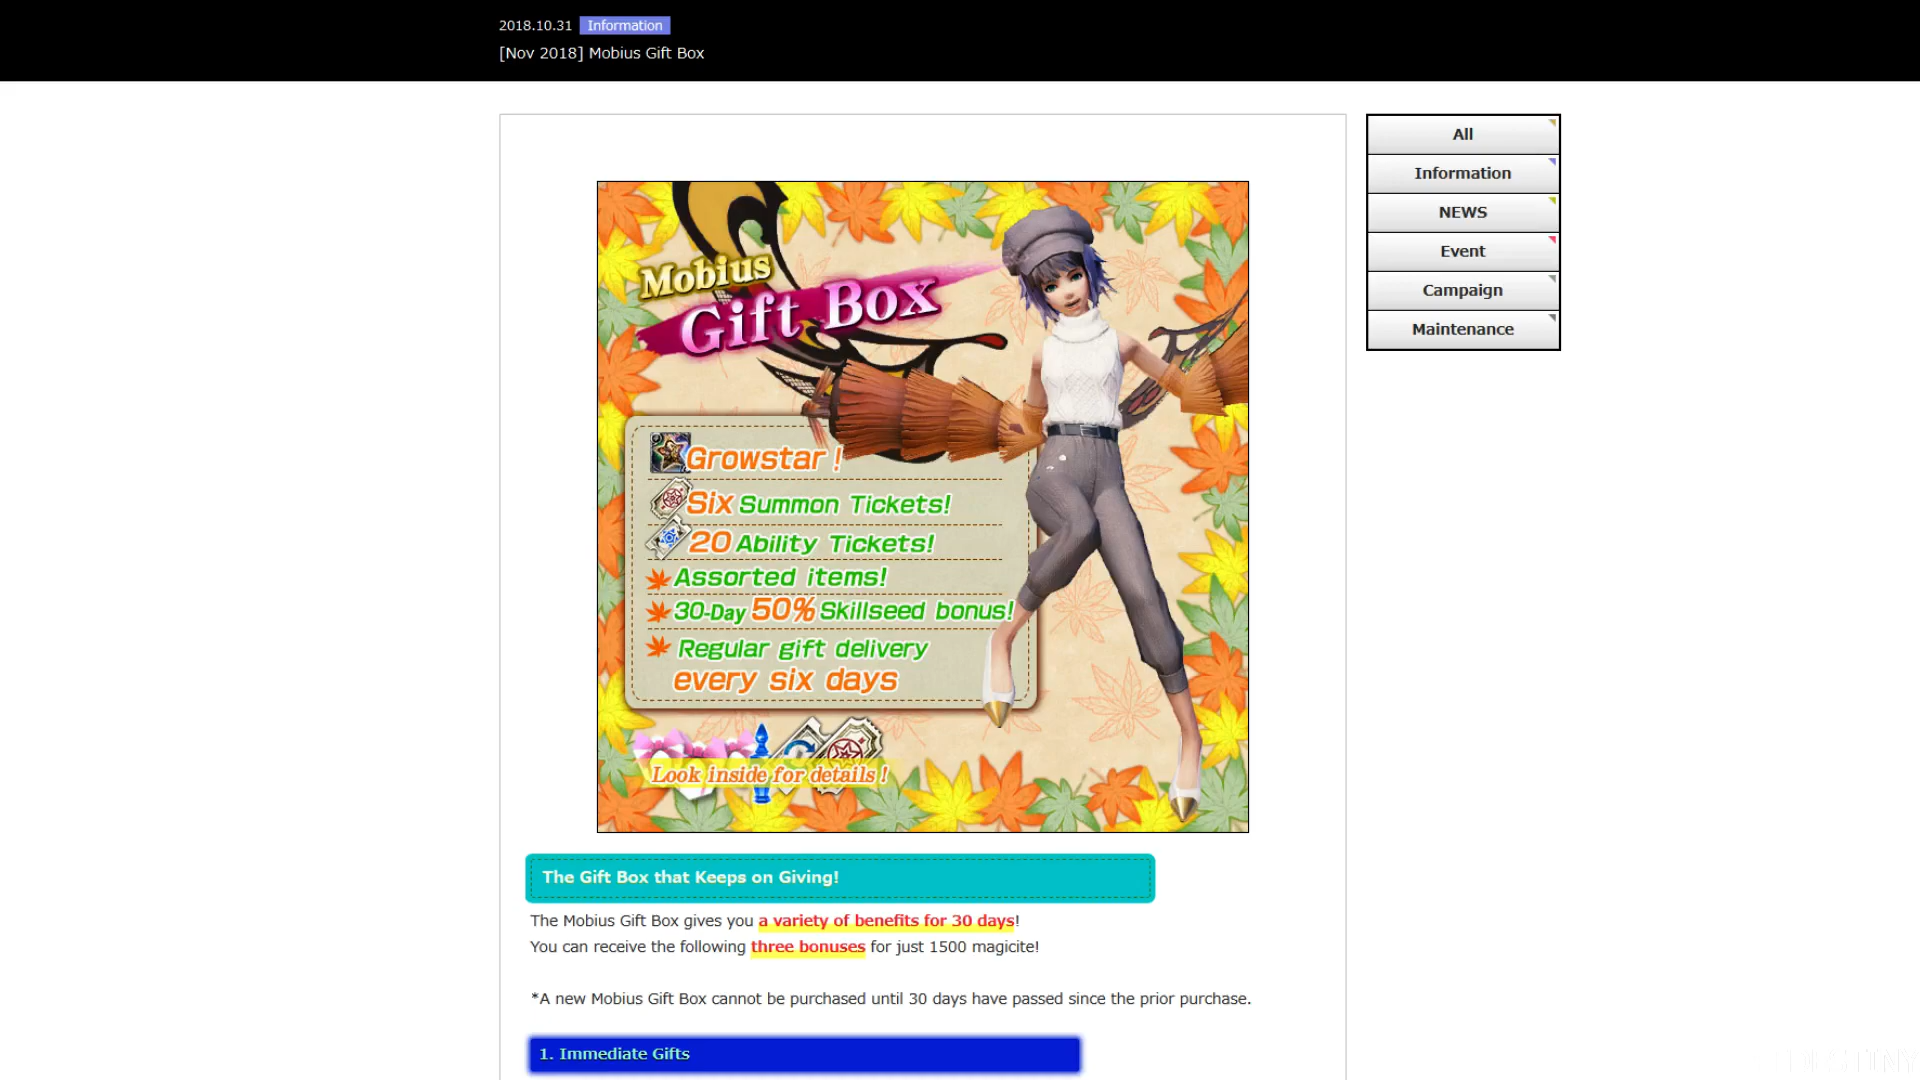 2018.10.31 Information
[Nov 2018] Mobius Gift Box
All
Information
NEWS
Event
Campaign
Maintenance
Mobius
Gift Box
Growstar!
Six Summon Tickets!
20 Ability Tickets!
Assorted items!
30-Day 50% Skillseed bonus!
Regular gift delivery
every six days
Look inside for details!
The Gift Box that Keeps on Giving!
The Mobius Gift Box gives you a variety of benefits for 30 days!
You can receive the following three bonuses for just 1500 magicite!
*A new Mobius Gift Box cannot be purchased until 30 days have passed since the prior purchase.
1. Immediate Gifts